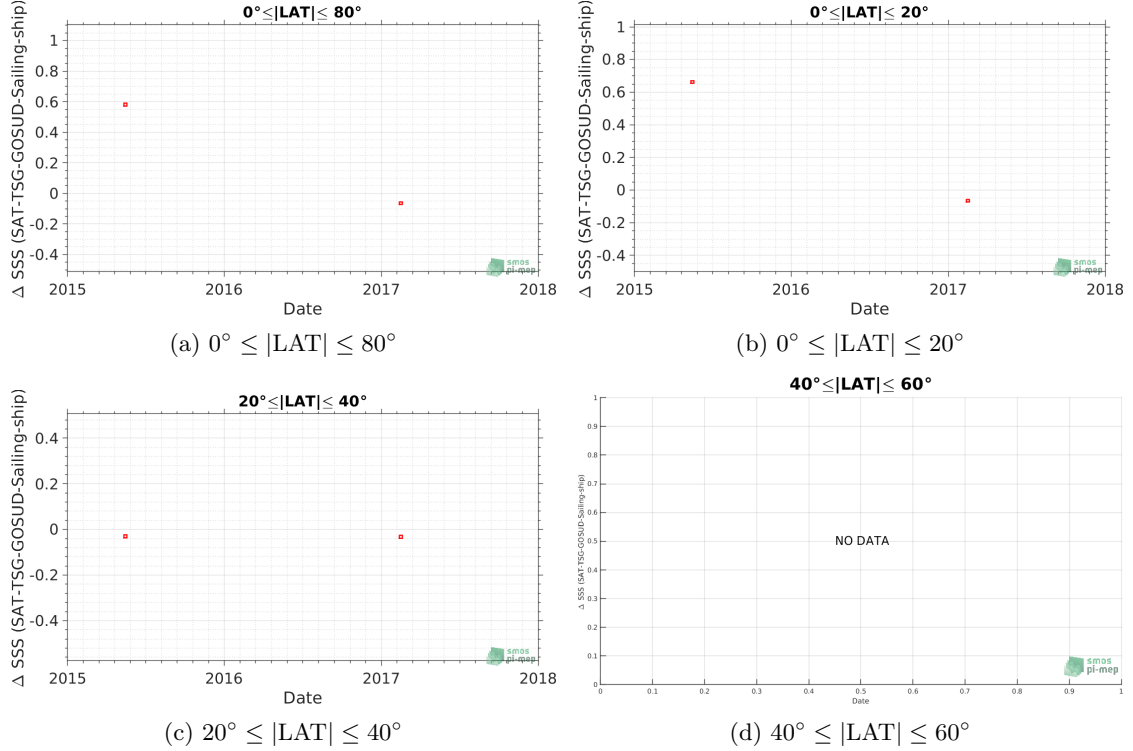 0°≤|LAT|≤ 80°
Δ SSS (SAT-TSG-GOSUD-Sailing-ship)
1
0.8
0.6
0.4
0.2
0
-0.2
-0.4
2015 2016 2017 2018
Date
smos
pi-mep
(a) 0° ≤ |LAT| ≤ 80°
0°≤|LAT|≤ 20°
Δ SSS (SAT-TSG-GOSUD-Sailing-ship)
1
0.8
0.6
0.4
0.2
0
-0.2
-0.4
2015 2016 2017 2018
Date
smos
pi-mep
(b) 0° ≤ |LAT| ≤ 20°
20°≤|LAT|≤ 40°
Δ SSS (SAT-TSG-GOSUD-Sailing-ship)
0.4
0.2
0
-0.2
-0.4
2015 2016 2017 2018
Date
smos
pi-mep
(c) 20° ≤ |LAT| ≤ 40°
40°≤|LAT|≤ 60°
Δ SSS (SAT-TSG-GOSUD-Sailing-ship)
1
0.9
0.8
0.7
0.6
0.5
0.4
0.3
0.2
0.1
0
NO DATA
0 0.1 0.2 0.3 0.4 0.5 0.6 0.7 0.8 0.9 1
Date
smos
pi-mep
(d) 40° ≤ |LAT| ≤ 60°